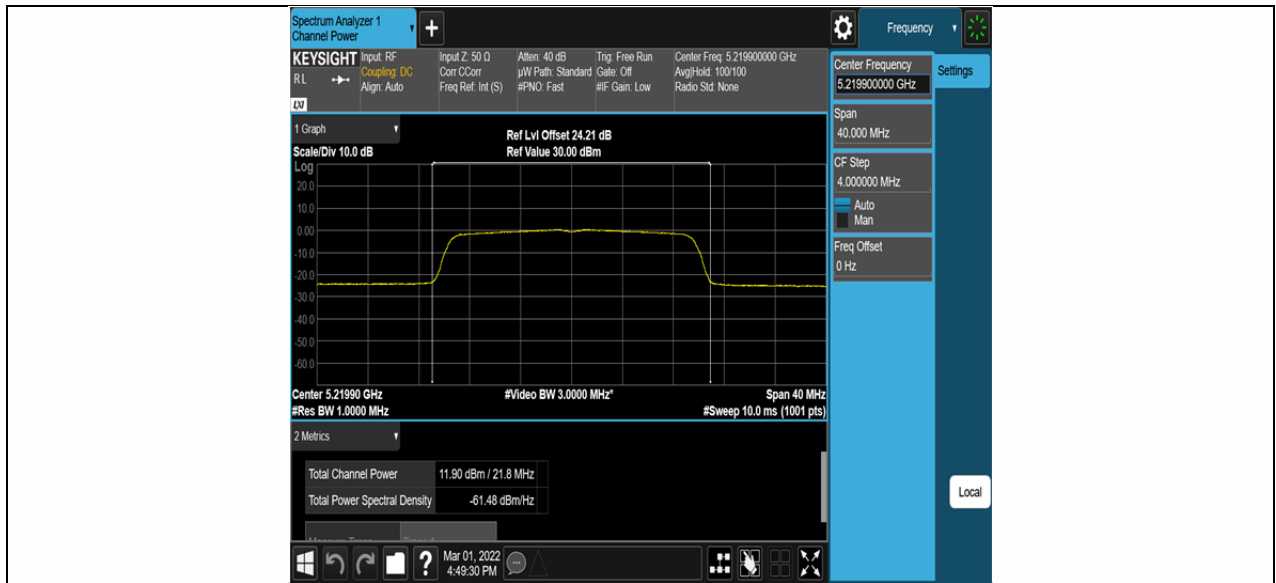 Spectrum Analyzer 1
Channel Power
+
Frequency
KEYSIGHT
RL
LXI
Input: RF
Coupling: DC
Align: Auto
Input Z: 50 Ω
Corr CCorr
Freq Ref: Int (S)
Atten: 40 dB
µW Path: Standard
#PNO: Fast
Trig: Free Run
Gate: Off
#IF Gain: Low
Center Freq: 5.219900000 GHz
Avg|Hold: 100/100
Radio Std: None
Center Frequency
5.219900000 GHz
Settings
Span
40.000 MHz
CF Step
4.000000 MHz
Auto
Man
Freq Offset
0 Hz
Local
1 Graph
Scale/Div 10.0 dB
Ref Lvl Offset 24.21 dB
Ref Value 30.00 dBm
Log
20.0
10.0
0.00
-10.0
-20.0
-30.0
-40.0
-50.0
-60.0
Center 5.21990 GHz
#Res BW 1.0000 MHz
#Video BW 3.0000 MHz*
Span 40 MHz
#Sweep 10.0 ms (1001 pts)
2 Metrics
Total Channel Power 11.90 dBm / 21.8 MHz
Total Power Spectral Density -61.48 dBm/Hz
?
Mar 01, 2022
4:49:30 PM